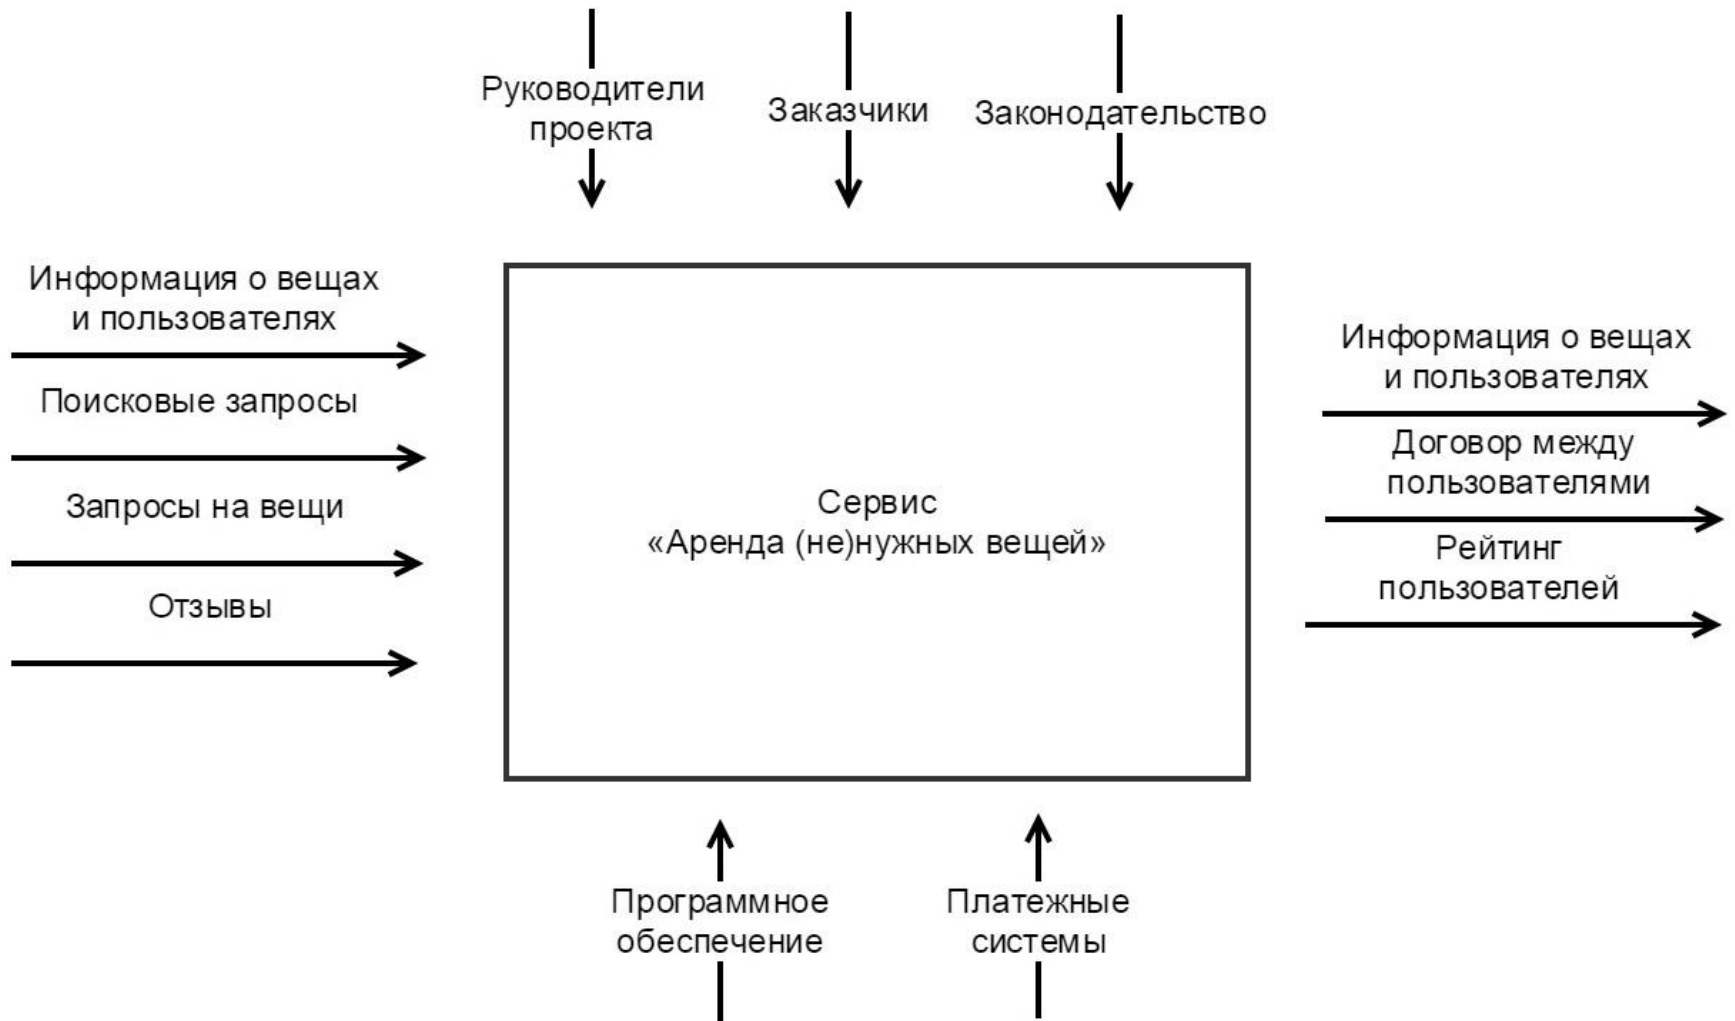 Руководители
проекта
Заказчики
Законодательство
Информация о вещах
и пользователях
Поисковые запросы
Запросы на вещи
Отзывы
Сервис
«Аренда (не)нужных вещей»
Информация о вещах
и пользователях
Договор между
пользователями
Рейтинг
пользователей
Программное
обеспечение
Платежные
системы